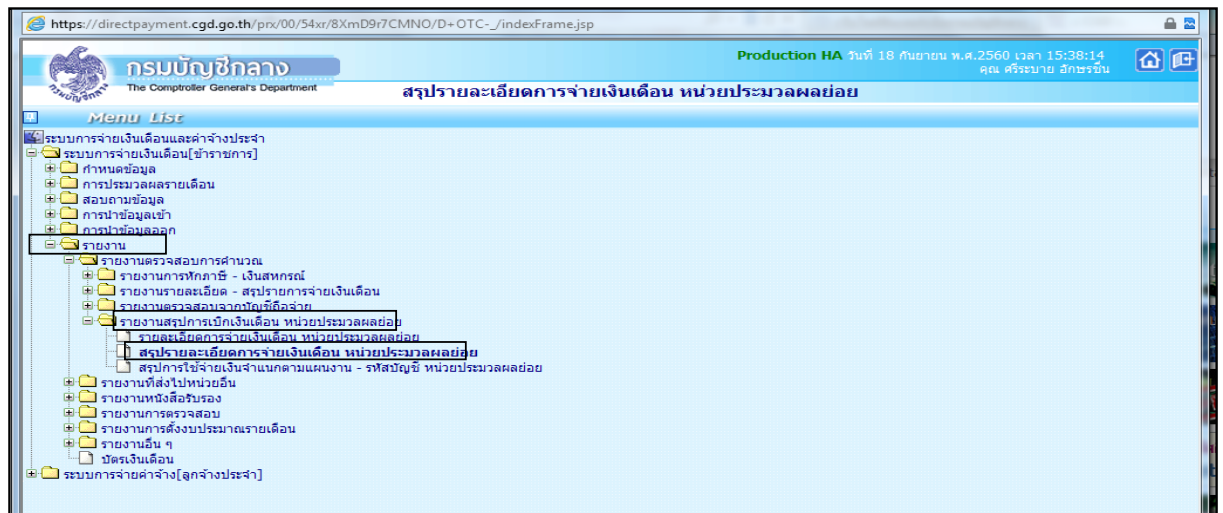 https://directpayment.cgd.go.th/prx/00/54xr/8XmD9r7CMNO/D+OTC-_/indexFrame.jsp
กรมบัญชีกลาง
The Comptroller General's Department
Production HA วันที่ 18 กันยายน พ.ศ.2560 เวลา 15:38:14
คุณ ศรีระบาย อักษรชื่น
สรุปรายละเอียดการจ่ายเงินเดือน หน่วยประมวลผลย่อย
Menu List
ระบบการจ่ายเงินเดือนและค่าจ้างประจำ
ระบบการจ่ายเงินเดือน[ข้าราชการ]
กำหนดข้อมูล
การประมวลผลรายเดือน
สอบถามข้อมูล
การนำข้อมูลเข้า
การนำข้อมูลออก
รายงาน
รายงานตรวจสอบการคำนวณ
รายงานการหักภาษี - เงินสหกรณ์
รายงานรายละเอียด - สรุปรายการจ่ายเงินเดือน
รายงานตรวจสอบจากบัญชีถือจ่าย
รายงานสรุปการเบิกเงินเดือน หน่วยประมวลผลย่อย
รายละเอียดการจ่ายเงินเดือน หน่วยประมวลผลย่อย
สรุปรายละเอียดการจ่ายเงินเดือน หน่วยประมวลผลย่อย
สรุปการใช้จ่ายเงินจำแนกตามแผนงาน - รหัสบัญชี หน่วยประมวลผลย่อย
รายงานที่ส่งไปหน่วยอื่น
รายงานหนังสือรับรอง
รายงานการตรวจสอบ
รายงานการตั้งงบประมาณรายเดือน
รายงานอื่น ๆ
บัตรเงินเดือน
ระบบการจ่ายค่าจ้าง[ลูกจ้างประจำ]